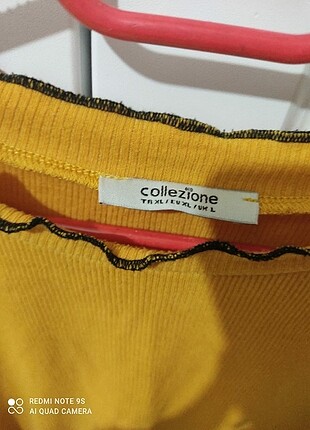 collezione
TR XL / EU XL / UK L
REDMI NOTE 9S
AI QUAD CAMERA